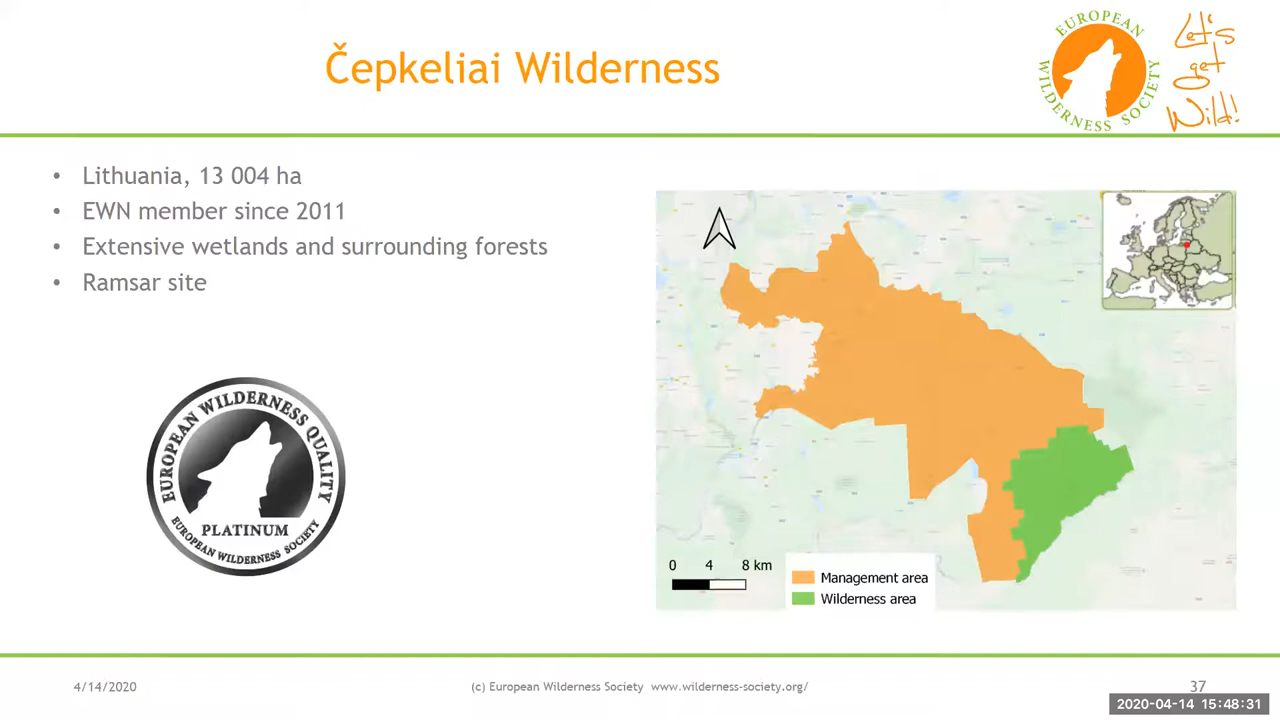 Čepkeliai Wilderness
EUROPEAN WILDERNESS SOCIETY
Let's
get
Wild!
• Lithuania, 13 004 ha
• EWN member since 2011
• Extensive wetlands and surrounding forests
• Ramsar site
EUROPEAN WILDERNESS QUALITY
PLATINUM
EUROPEAN WILDERNESS SOCIETY
0 4 8 km
Management area
Wilderness area
4/14/2020
(c) European Wilderness Society www.wilderness-society.org/
37
2020-04-14 15:48:31